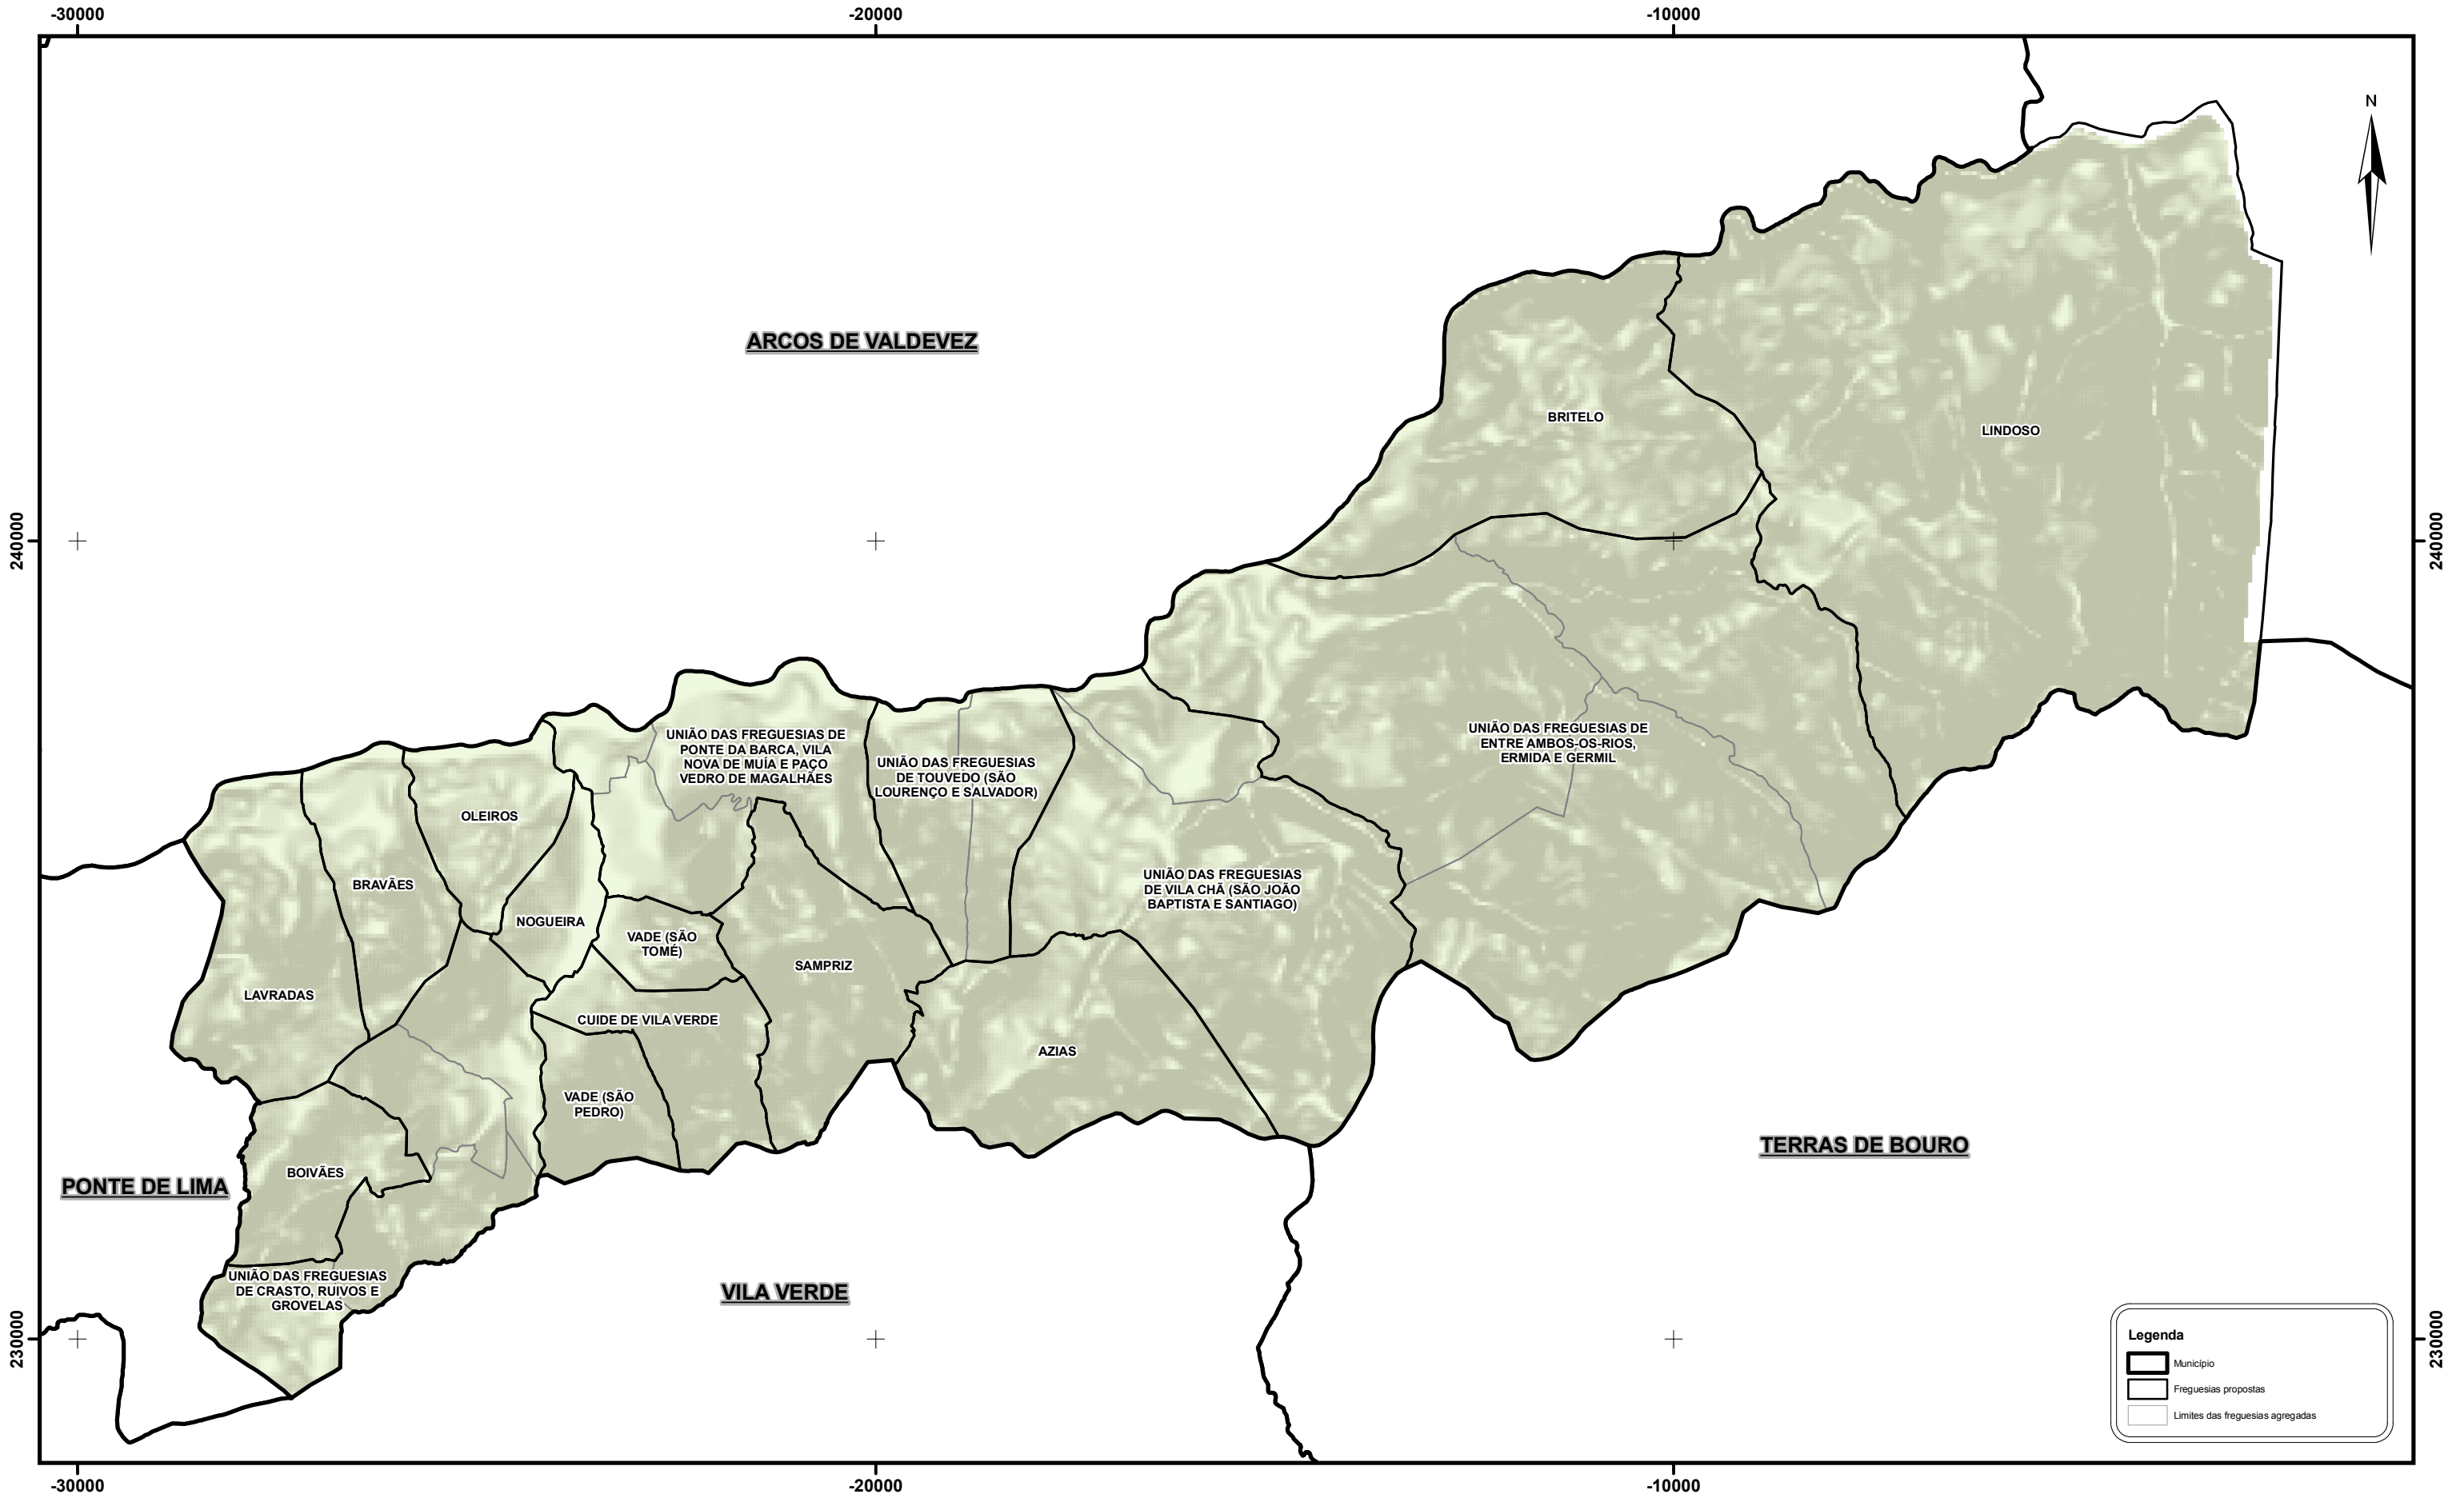 -30000
-20000
-10000
N
ARCOS DE VALDEVEZ
BRITELO
LINDOSO
240000
240000
UNIÃO DAS FREGUESIAS DE
PONTE DA BARCA, VILA
NOVA DE MUÍA E PAÇO
VEDRO DE MAGALHÃES
UNIÃO DAS FREGUESIAS
DE TOUVEDO (SÃO
LOURENÇO E SALVADOR)
UNIÃO DAS FREGUESIAS DE
ENTRE AMBOS-OS-RIOS,
ERMIDA E GERMIL
OLEIROS
BRAVÃES
UNIÃO DAS FREGUESIAS
DE VILA CHÃ (SÃO JOÃO
BAPTISTA E SANTIAGO)
NOGUEIRA
VADE (SÃO
TOMÉ)
SAMPRIZ
LAVRADAS
CUIDE DE VILA VERDE
AZIAS
VADE (SÃO
PEDRO)
TERRAS DE BOURO
BOIVÃES
PONTE DE LIMA
UNIÃO DAS FREGUESIAS
DE CRASTO, RUIVOS E
GROVELAS
VILA VERDE
230000
230000
Legenda
Município
Freguesias propostas
Limites das freguesias agregadas
-30000
-20000
-10000